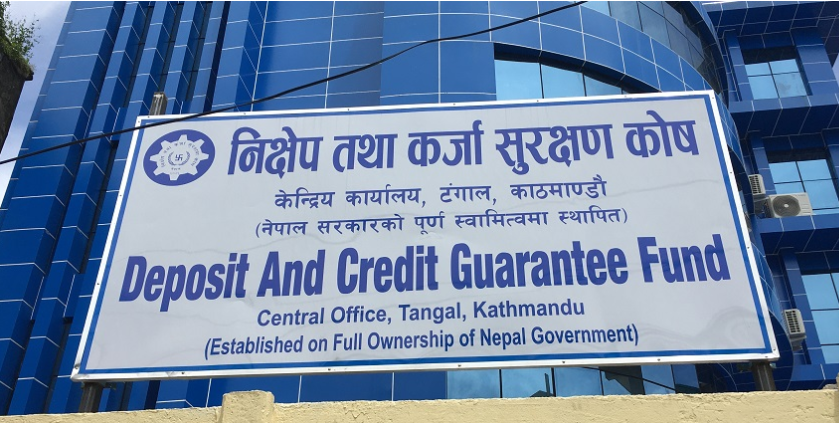 निक्षेप तथा कर्जा सुरक्षण कोष
केन्द्रिय कार्यालय, टंगाल, काठमाण्डौ
(नेपाल सरकारको पूर्ण स्वामित्वमा स्थापित)
Deposit And Credit Guarantee Fund
Central Office, Tangal, Kathmandu
(Established on Full Ownership of Nepal Government)